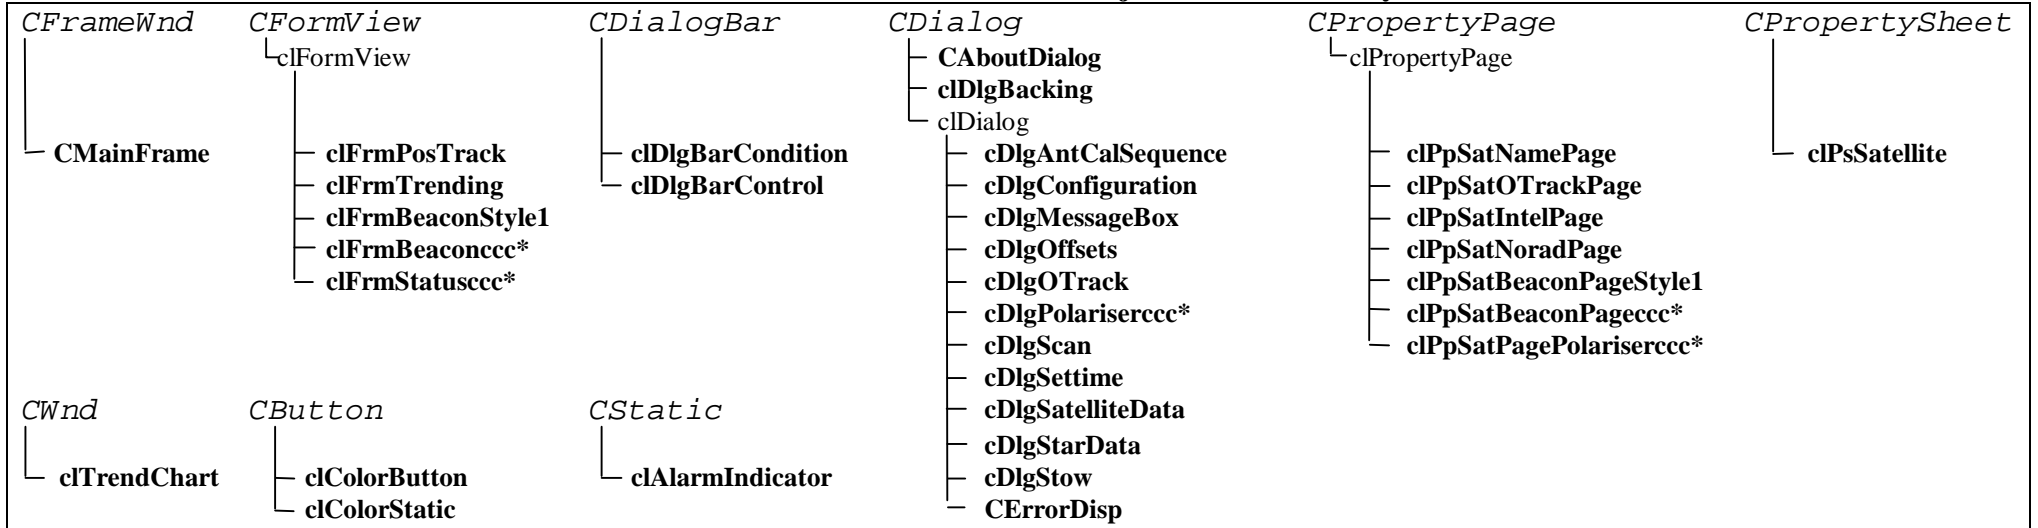 CFrameWnd CFormView CDialogBar CDialog CPropertyPage CPropertySheet
clFormView CAboutDialog clPropertyPage
clDlgBacking
clDialog
CMainFrame clFrmPosTrack clDlgBarCondition cDlgAntCalSequence clPpSatNamePage clPsSatellite
clFrmTrending clDlgBarControl cDlgConfiguration clPpSatOTrackPage
clFrmBeaconStyle1 cDlgMessageBox clPpSatIntelPage
clFrmBeaconccc* cDlgOffsets clPpSatNoradPage
clFrmStatusccc* cDlgOTrack clPpSatBeaconPageStyle1
cDlgPolariserccc* clPpSatBeaconPageccc*
cDlgScan clPpSatPagePolariserccc*
cDlgSettime
CWnd CButton CStatic cDlgSatelliteData
cDlgStarData
clTrendChart clColorButton clAlarmIndicator cDlgStow
clColorStatic CErrorDisp